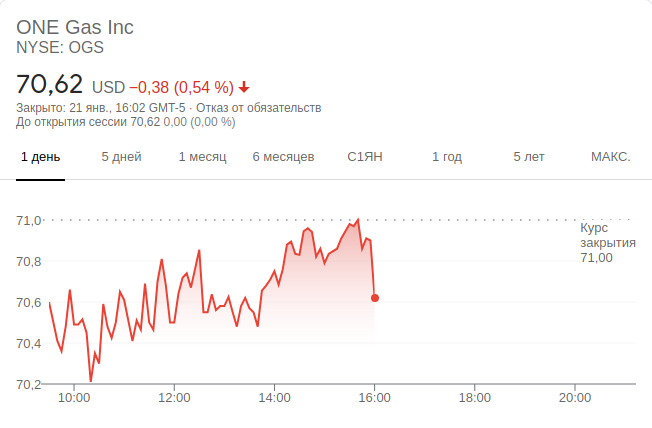 ONE Gas Inc
NYSE: OGS
70,62 USD −0,38 (0,54 %)
Закрыто: 21 янв., 16:02 GMT-5 · Отказ от обязательств
До открытия сессии 70,62 0,00 (0,00 %)
1 день 5 дней 1 месяц 6 месяцев С1ЯН 1 год 5 лет МАКС.
71,0
Курс
закрытия
71,00
70,8
70,6
70,4
70,2
10:00 12:00 14:00 16:00 18:00 20:00